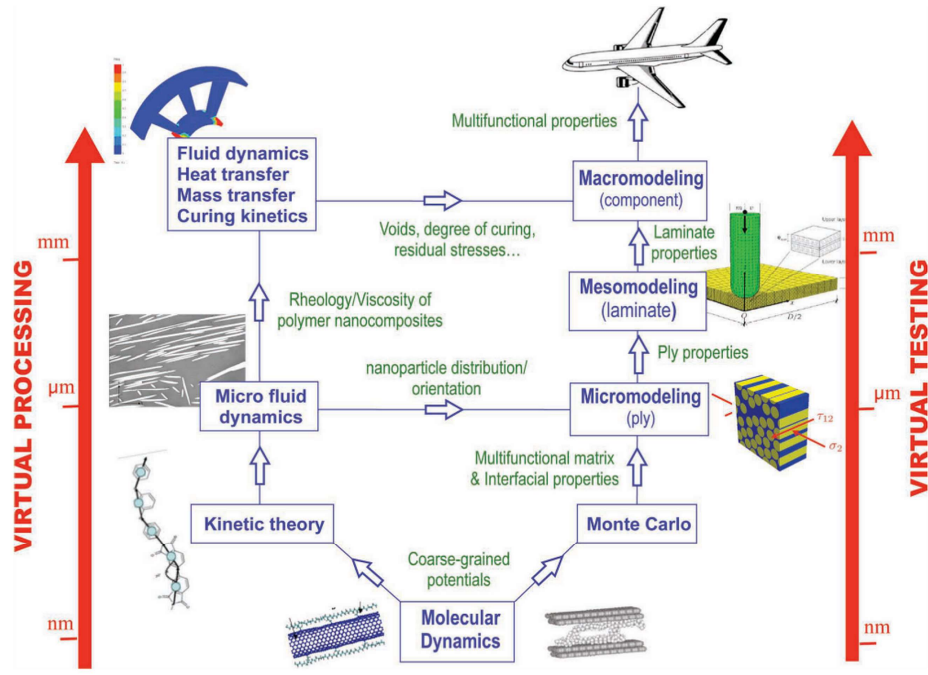 Multifunctional properties
Fluid dynamics
Heat transfer
Mass transfer
Curing kinetics
Macromodeling
(component)
Voids, degree of curing,
residual stresses...
Laminate
properties
mm
mm
Mesomodeling
(laminate)
Rheology/Viscosity of
polymer nanocomposites
D/2
Ply properties
nanoparticle distribution/
orientation
VIRTUAL PROCESSING
VIRTUAL TESTING
µm
µm
Micro fluid
dynamics
Micromodeling
(ply)
τ12
σ2
Multifunctional matrix
& Interfacial properties
Kinetic theory
Monte Carlo
Coarse-grained
potentials
Molecular
Dynamics
nm
nm